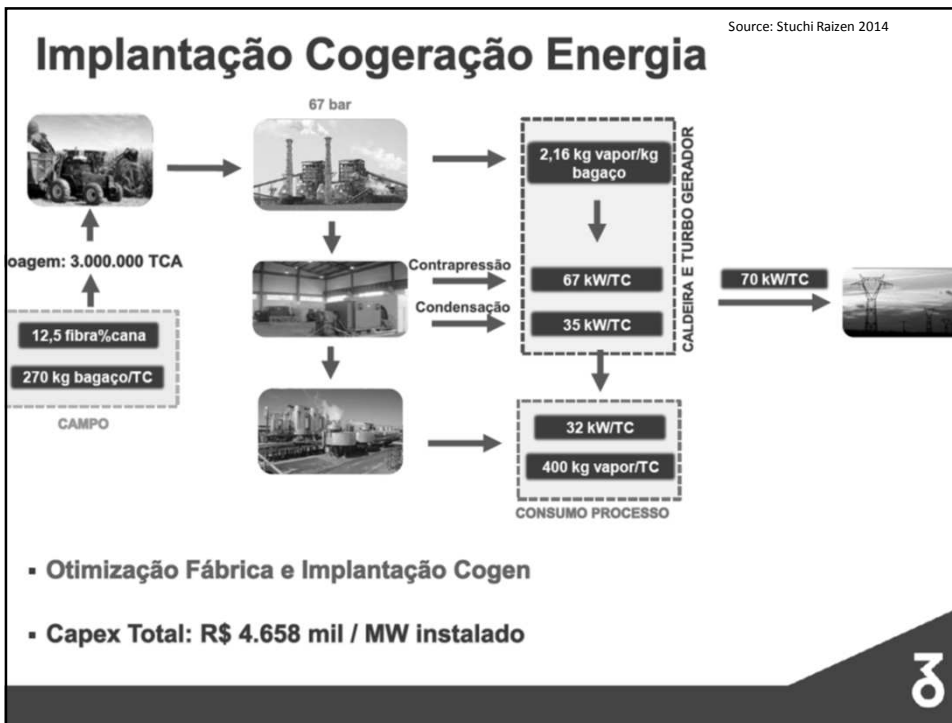 Source: Stuchi Raizen 2014
Implantação Cogeração Energia
67 bar
2,16 kg vapor/kg
bagaço
oagem: 3.000.000 TCA
Contrapressão
67 kW/TC
Condensação
35 kW/TC
CALDEIRA E TURBO GERADOR
70 kW/TC
12,5 fibra%cana
270 kg bagaço/TC
CAMPO
32 kW/TC
400 kg vapor/TC
CONSUMO PROCESSO
▪ Otimização Fábrica e Implantação Cogen
▪ Capex Total: R$ 4.658 mil / MW instalado